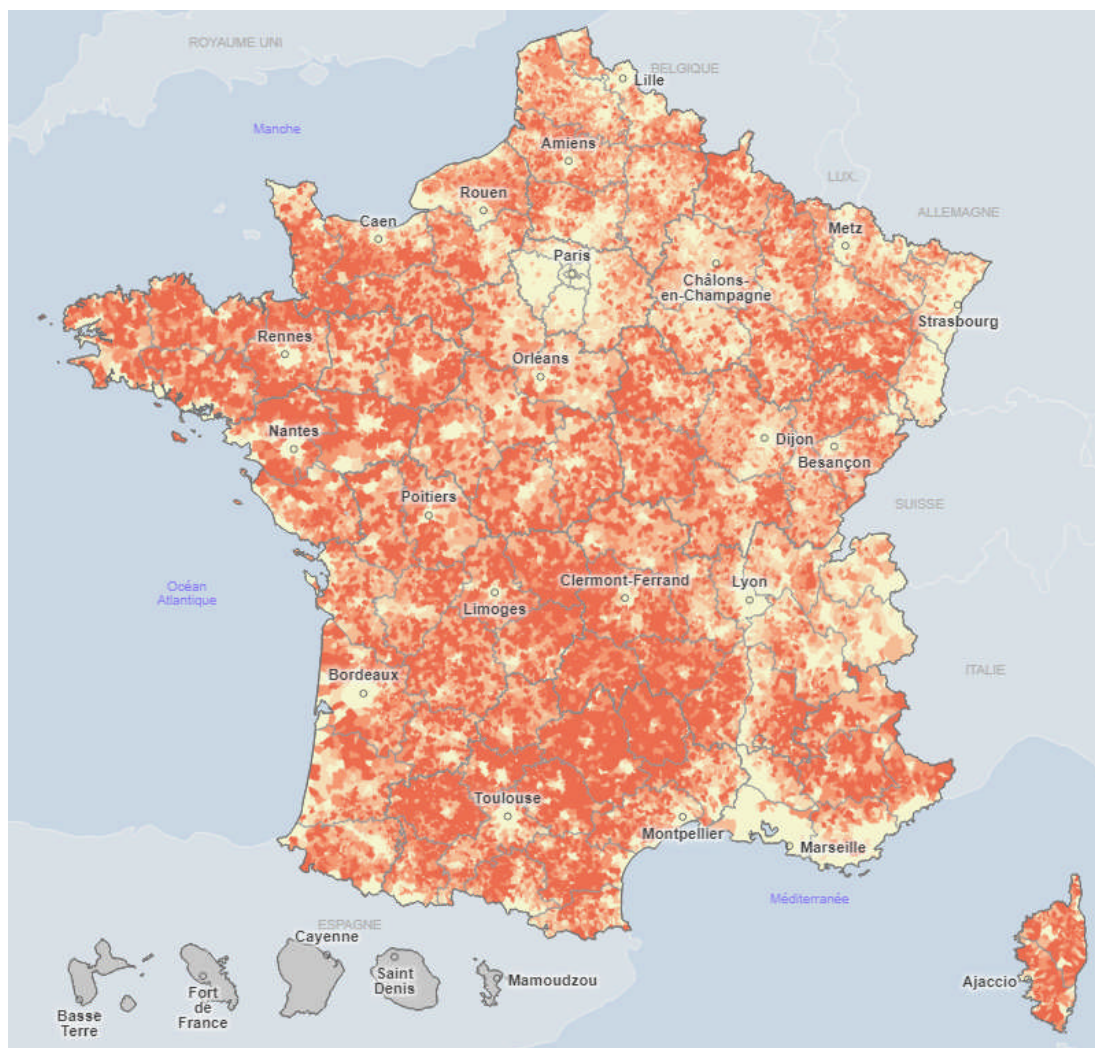 ROYAUME UNI
BELGIQUE
Lille
Manche
Amiens
LUX.
Rouen
ALLEMAGNE
Caen
Metz
Paris
Châlons-
en-Champagne
Strasbourg
Rennes
Orléans
Nantes
Dijon
Besançon
Poitiers
SUISSE
Océan
Atlantique
Clermont-Ferrand
Lyon
Limoges
ITALIE
Bordeaux
Toulouse
Montpellier
Marseille
Méditerranée
ESPAGNE
Cayenne
Saint
Denis
Mamoudzou
Ajaccio
Fort
de
France
Basse
Terre